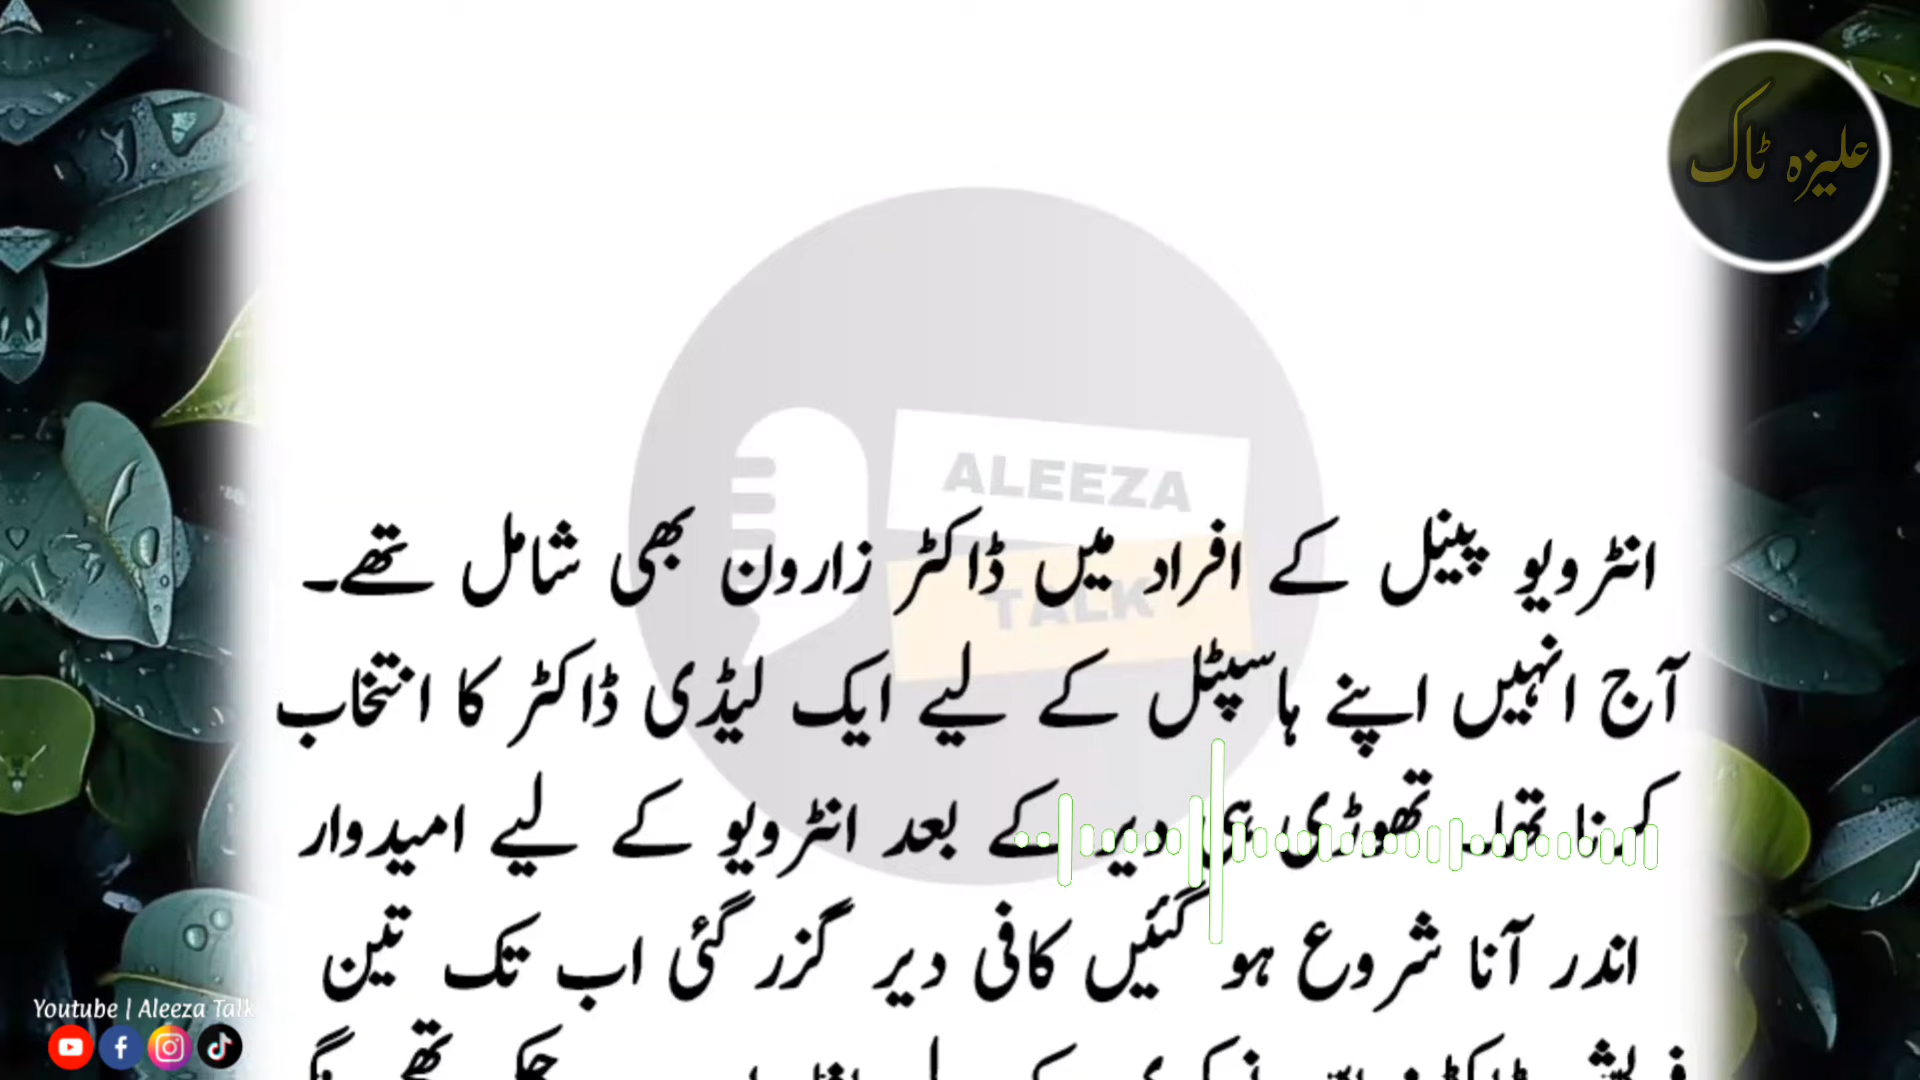 علیزہ ٹاک
ALEEZA
TALK
انٹرویو پینل کے افراد میں ڈاکٹر زارون بھی شامل تھے۔
آج انہیں اپنے ہاسپٹل کے لیے ایک لیڈی ڈاکٹر کا انتخاب
کرنا تھا۔ تھوڑی ہی دیر کے بعد انٹرویو کے لیے امیدوار
اندر آنا شروع ہو گئیں کافی دیر گزر گئی اب تک تین
Youtube | Aleeza Talk